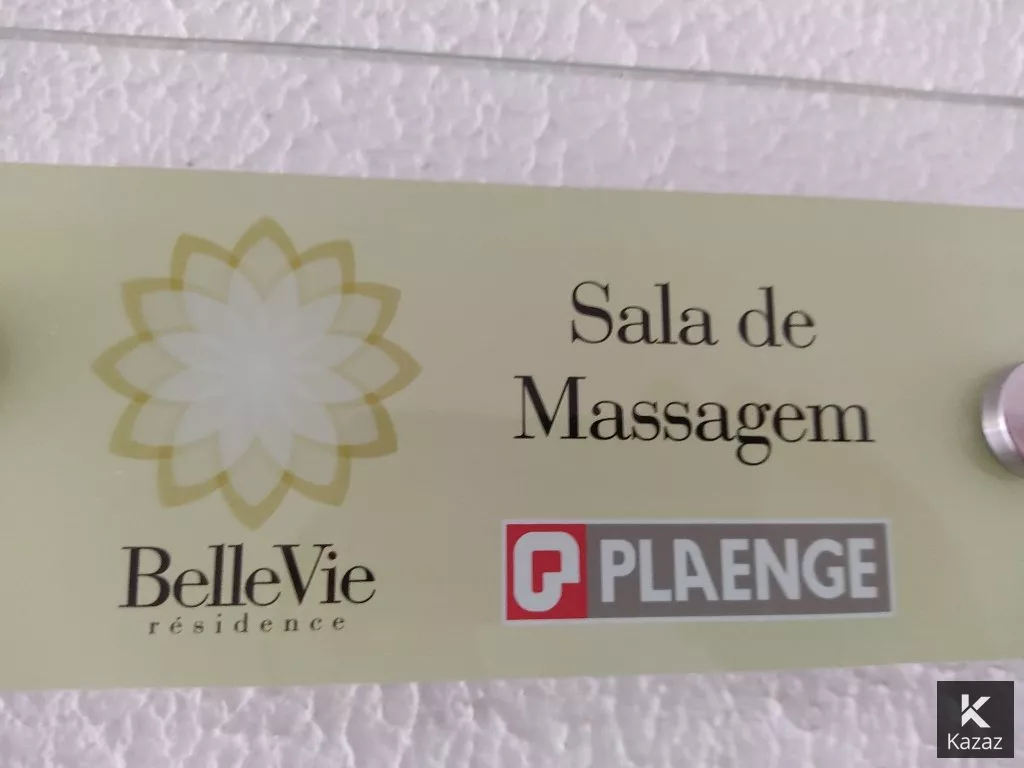 Sala de
Massagem
BelleVie
résidence
PLAENGE
Kazaz